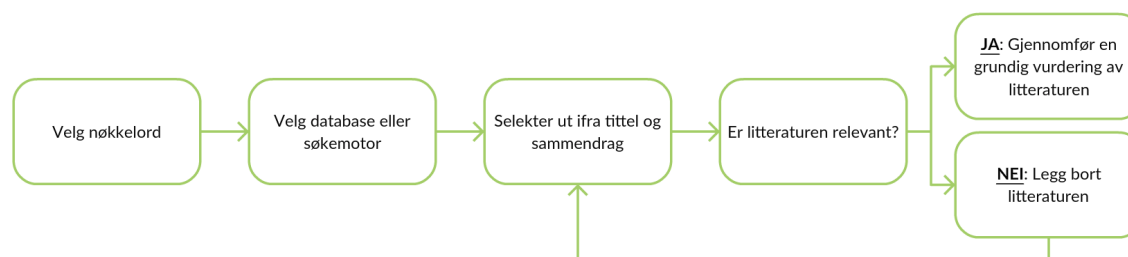 Velg nøkkelord
Velg database eller
søkemotor
Selekter ut ifra tittel og
sammendrag
Er litteraturen relevant?
JA: Gjennomfør en
grundig vurdering av
litteraturen
NEI: Legg bort
litteraturen